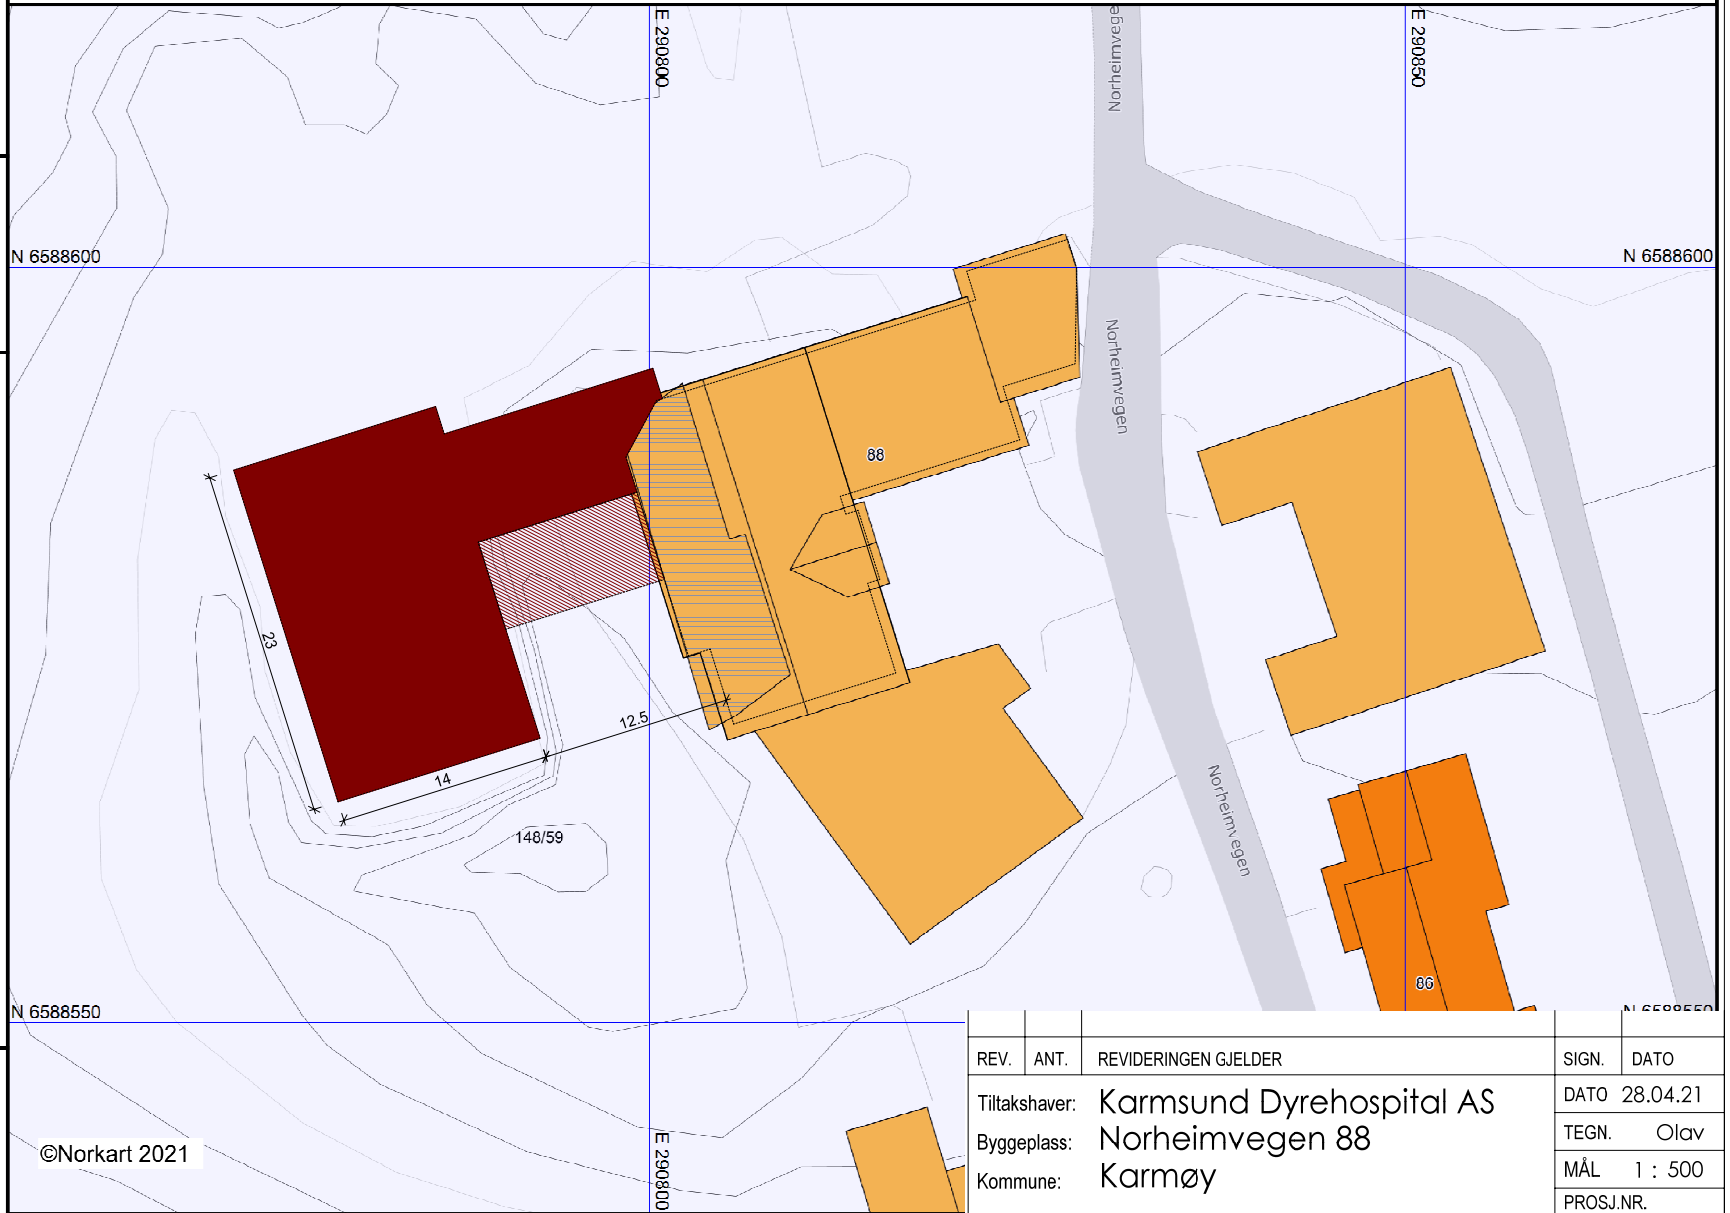 Norheimvegen
E 290800
E 290850
N 6588600
N 6588600
Norheimvegen
88
23
12.5
14
148/59
Norheimvegen
86
N 6588550
N 6588550
REV. ANT. REVIDERINGEN GJELDER SIGN. DATO
Tiltakshaver: Karmsund Dyrehospital AS
DATO 28.04.21
Byggeplass: Norheimvegen 88
TEGN. Olav
Kommune: Karmøy
MÅL 1 : 500
PROSJ.NR.
E 290800
©Norkart 2021